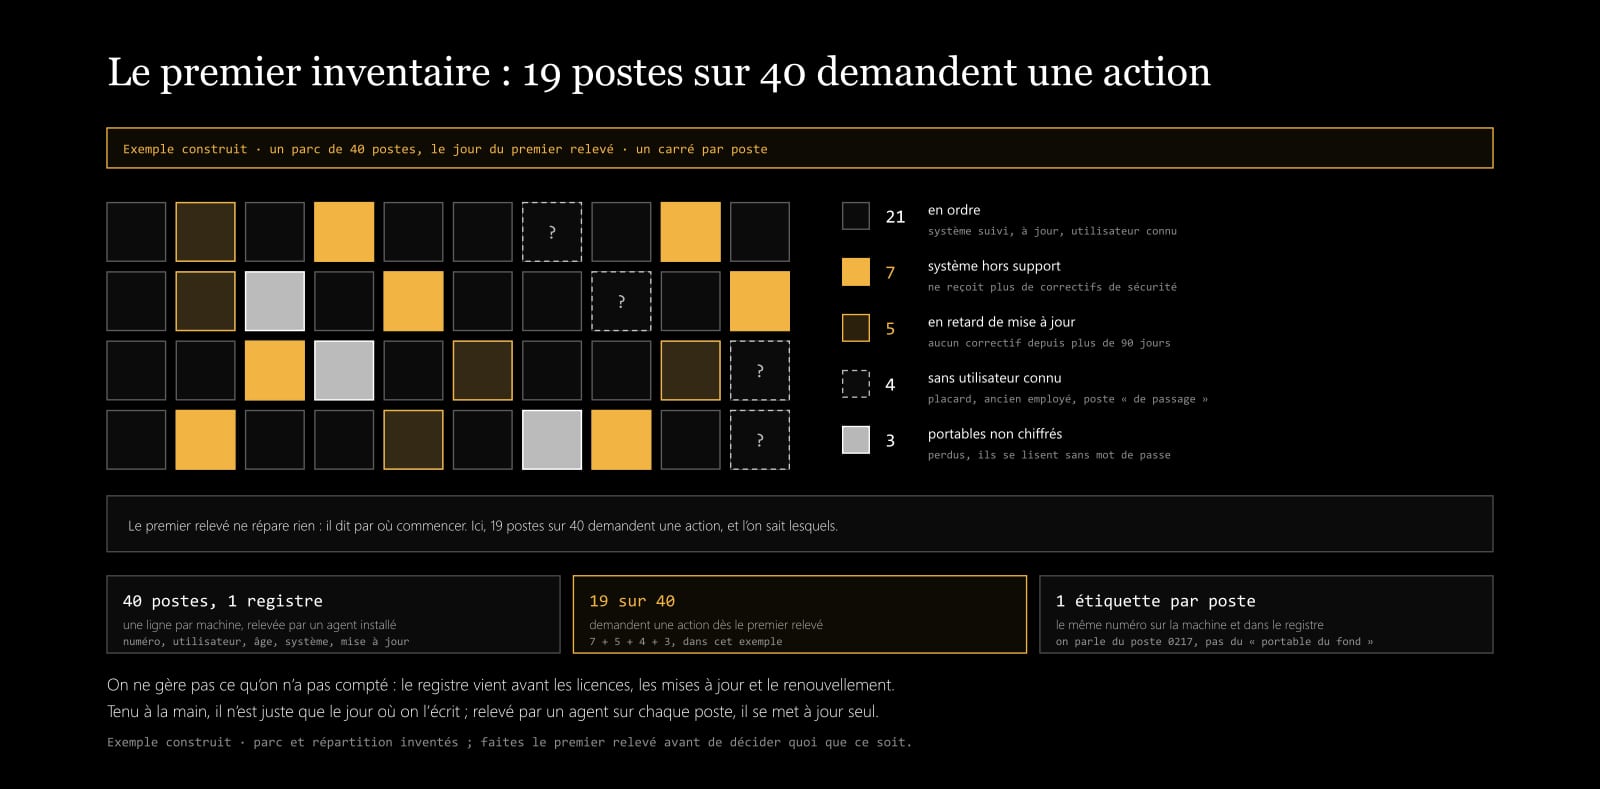 Le premier inventaire : 19 postes sur 40 demandent une action
Exemple construit · un parc de 40 postes, le jour du premier relevé · un carré par poste
?
?
?
?
21 en ordre
système suivi, à jour, utilisateur connu
7 système hors support
ne reçoit plus de correctifs de sécurité
5 en retard de mise à jour
aucun correctif depuis plus de 90 jours
4 sans utilisateur connu
placard, ancien employé, poste « de passage »
3 portables non chiffrés
perdus, ils se lisent sans mot de passe
Le premier relevé ne répare rien : il dit par où commencer. Ici, 19 postes sur 40 demandent une action, et l'on sait lesquels.
40 postes, 1 registre
une ligne par machine, relevée par un agent installé
numéro, utilisateur, âge, système, mise à jour
19 sur 40
demandent une action dès le premier relevé
7 + 5 + 4 + 3, dans cet exemple
1 étiquette par poste
le même numéro sur la machine et dans le registre
on parle du poste 0217, pas du « portable du fond »
On ne gère pas ce qu'on n'a pas compté : le registre vient avant les licences, les mises à jour et le renouvellement.
Tenu à la main, il n'est juste que le jour où on l'écrit ; relevé par un agent sur chaque poste, il se met à jour seul.
Exemple construit · parc et répartition inventés ; faites le premier relevé avant de décider quoi que ce soit.